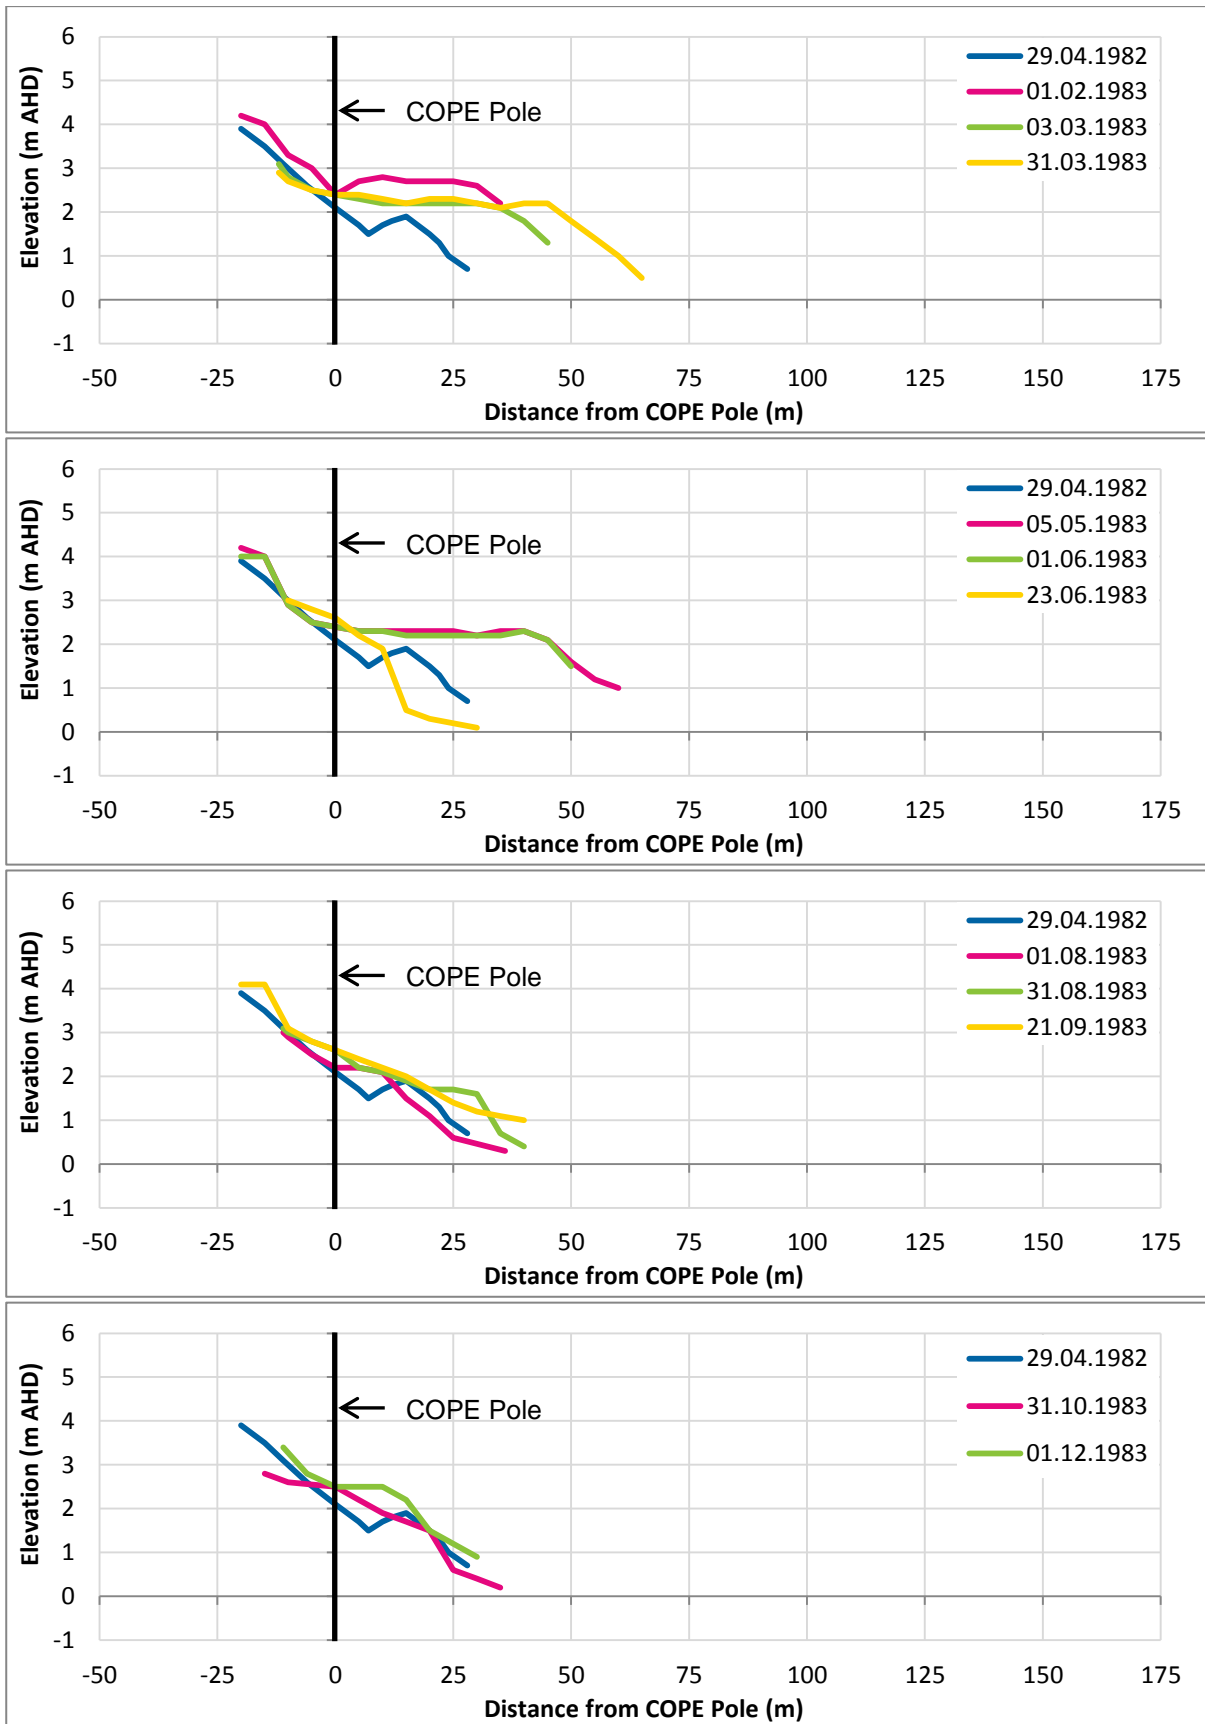 6
5
4
3
2
1
0
-1
Elevation (m AHD)
COPE Pole
29.04.1982
01.02.1983
03.03.1983
31.03.1983
-50 -25 0 25 50 75 100 125 150 175
Distance from COPE Pole (m)
6
5
4
3
2
1
0
-1
Elevation (m AHD)
COPE Pole
29.04.1982
05.05.1983
01.06.1983
23.06.1983
-50 -25 0 25 50 75 100 125 150 175
Distance from COPE Pole (m)
6
5
4
3
2
1
0
-1
Elevation (m AHD)
COPE Pole
29.04.1982
01.08.1983
31.08.1983
21.09.1983
-50 -25 0 25 50 75 100 125 150 175
Distance from COPE Pole (m)
6
5
4
3
2
1
0
-1
Elevation (m AHD)
COPE Pole
29.04.1982
31.10.1983
01.12.1983
-50 -25 0 25 50 75 100 125 150 175
Distance from COPE Pole (m)